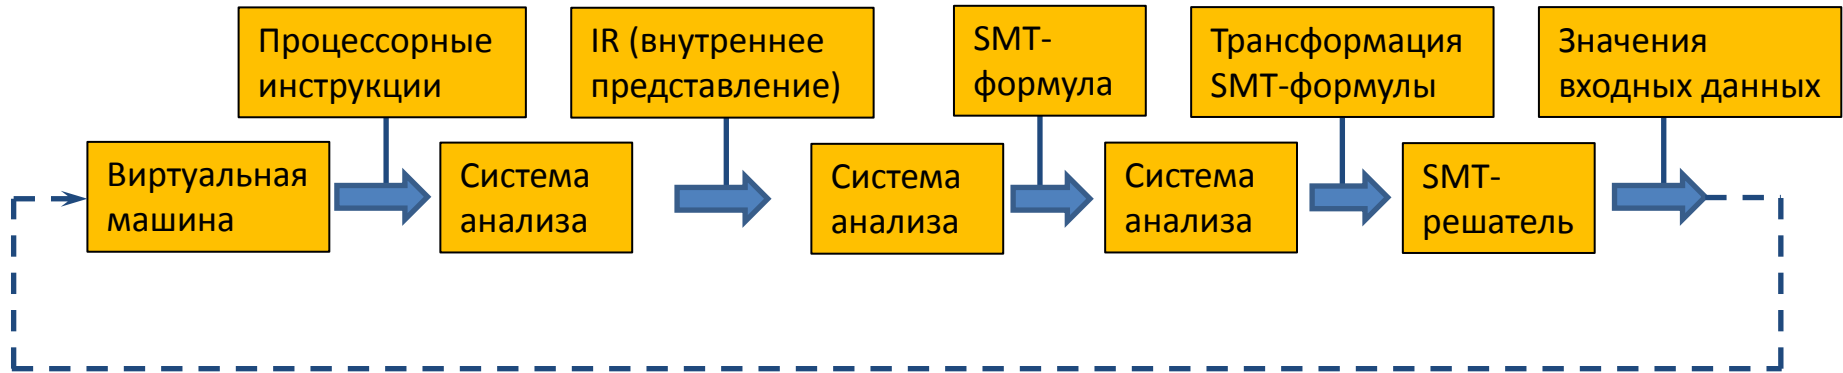 Процессорные
инструкции
IR (внутреннее
представление)
SMT-
формула
Трансформация
SMT-формулы
Значения
входных данных
Виртуальная
машина
Система
анализа
Система
анализа
Система
анализа
SMT-
решатель